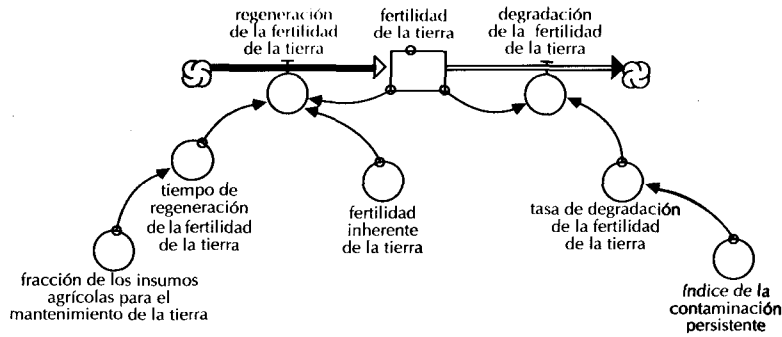 regeneración
de la fertilidad
de la tierra
fertilidad
de la tierra
degradación
de la fertilidad
de la tierra
tiempo de
regeneración
de la fertilidad
de la tierra
fertilidad
inherente
de la tierra
tasa de degradación
de la fertilidad
de la tierra
fracción de los insumos
agrícolas para el
mantenimiento de la tierra
índice de la
contaminación
persistente